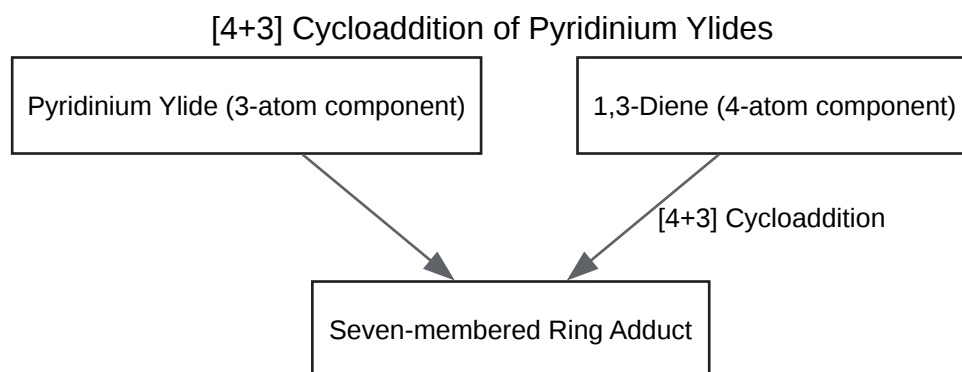 [4+3] Cycloaddition of Pyridinium Ylides
Pyridinium Ylide (3-atom component)
1,3-Diene (4-atom component)
[4+3] Cycloaddition
Seven-membered Ring Adduct